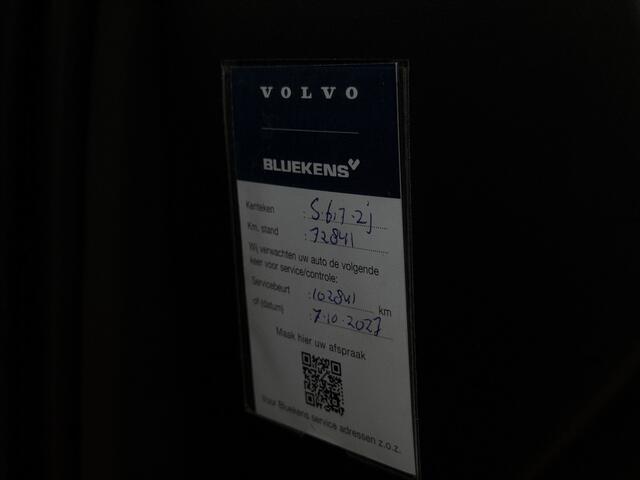 VOLVO
BLUEKENS
Kenteken : S.617.2j
Km. stand : 72841
Wij verwachten uw auto de volgende
keer voor service/controle:
Servicebeurt : 102841 km
of (datum) : 7.10.2027
Maak hier uw afspraak
Voor Bluekens service adressen z.o.z.